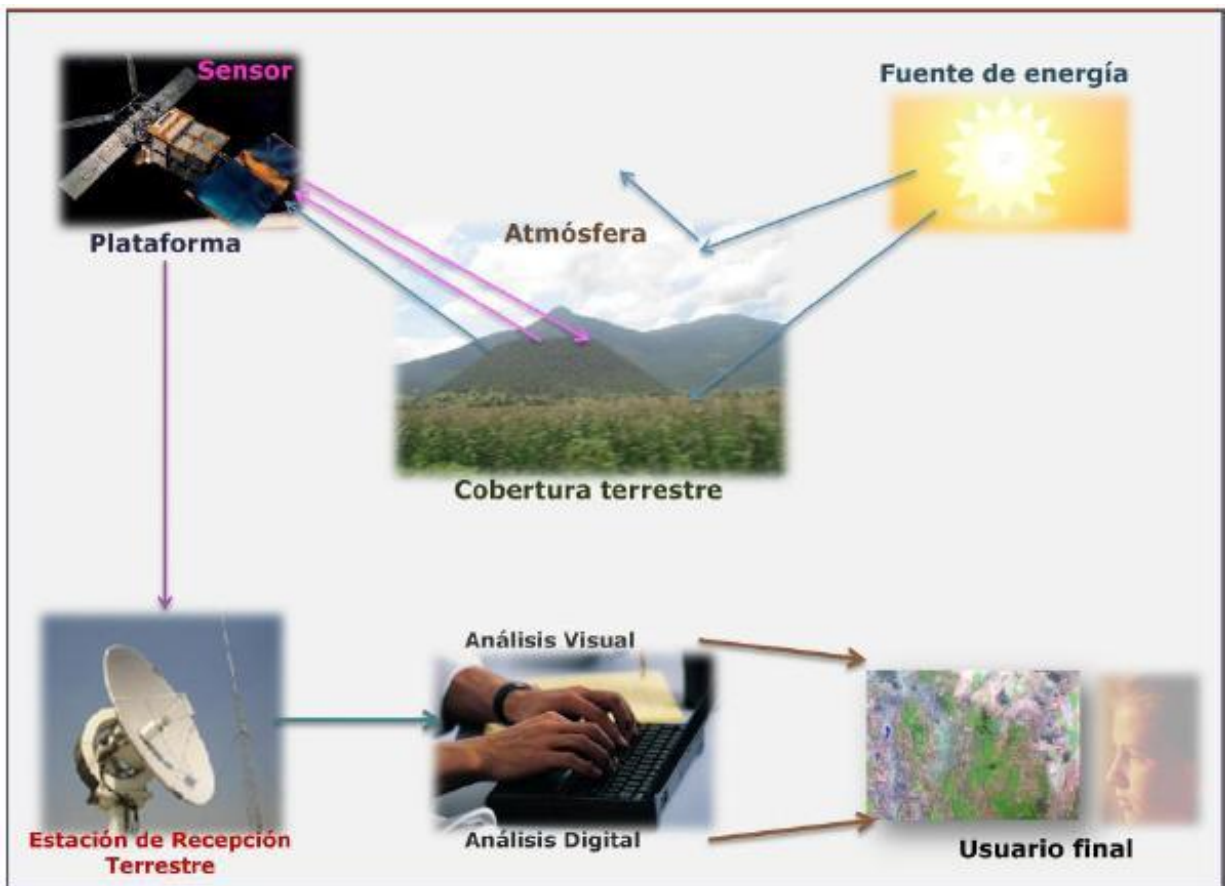 Sensor
Fuente de energía
Plataforma
Atmósfera
Cobertura terrestre
Análisis Visual
Estación de Recepción
Terrestre
Análisis Digital
Usuario final